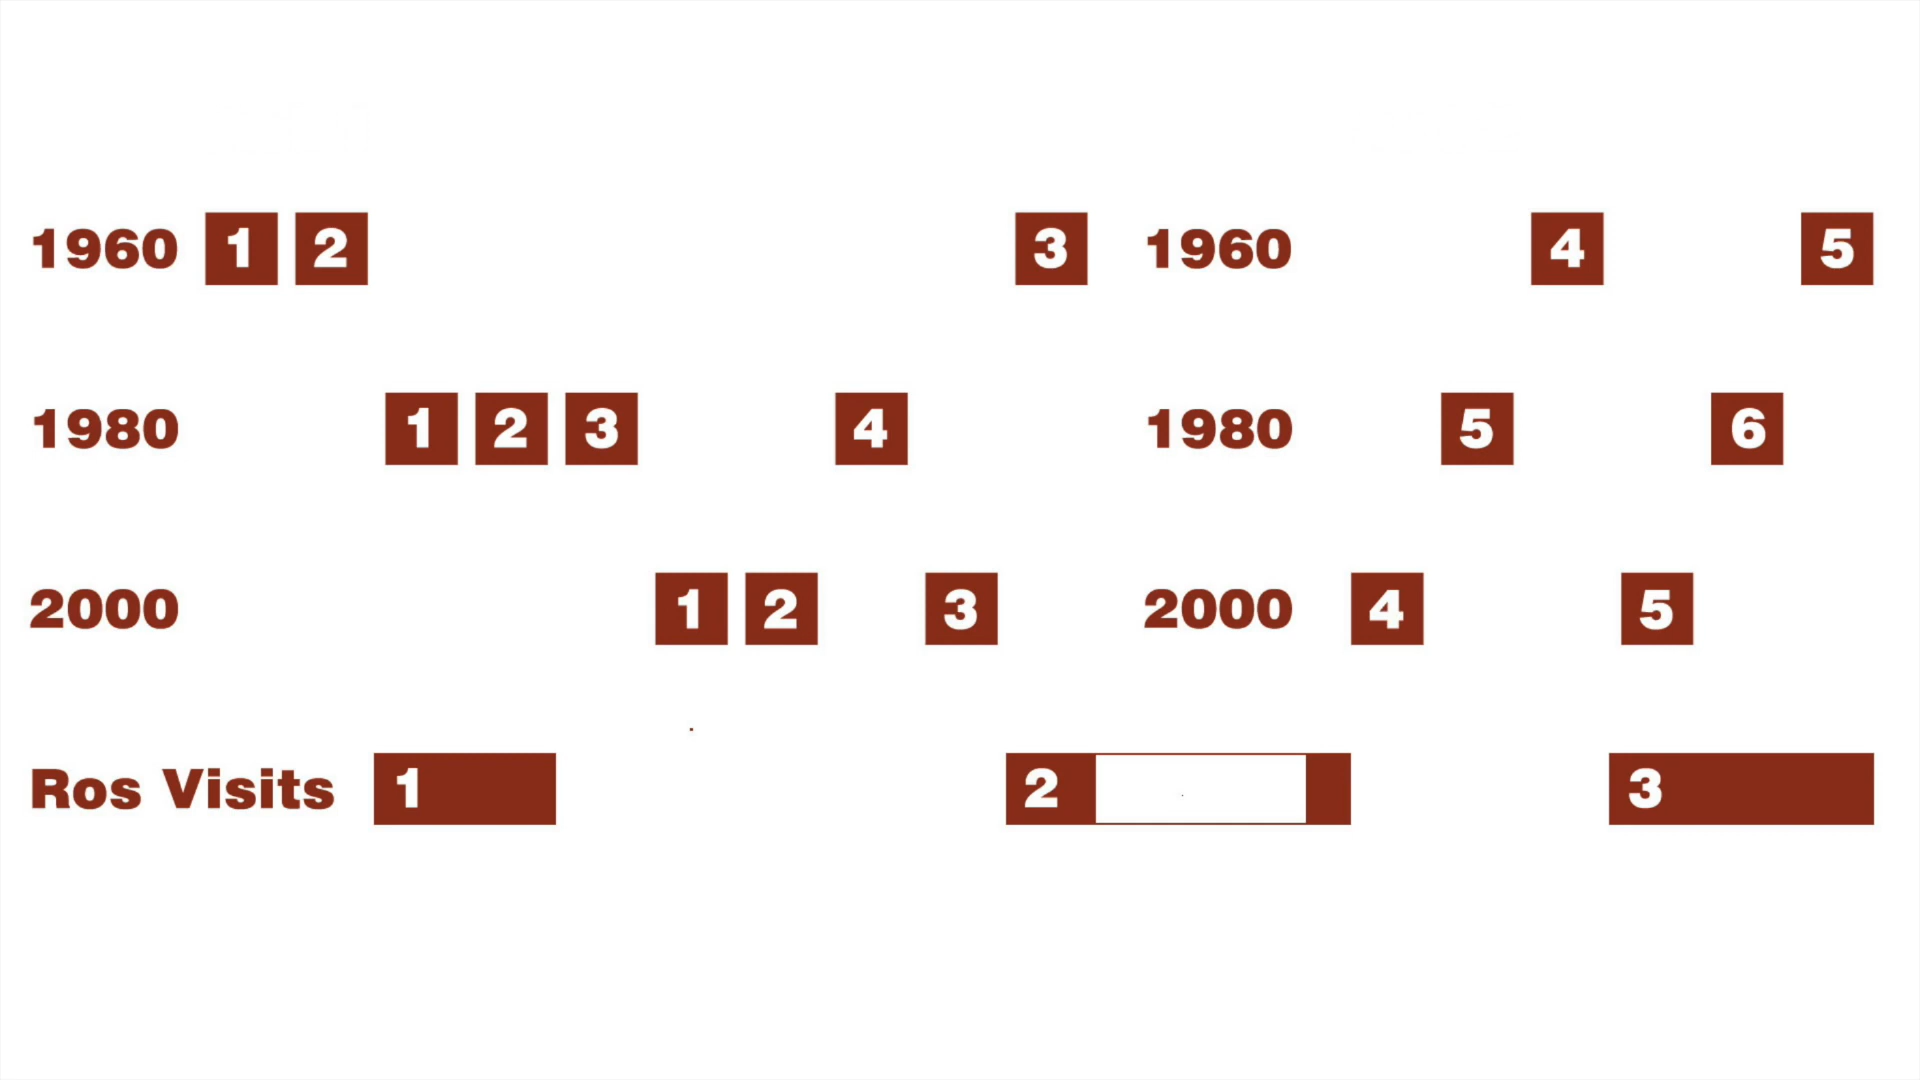 1960 1 2 3 1960 4 5
1980 1 2 3 4 1980 5 6
2000 1 2 3 2000 4 5
Ros Visits 1 2 3